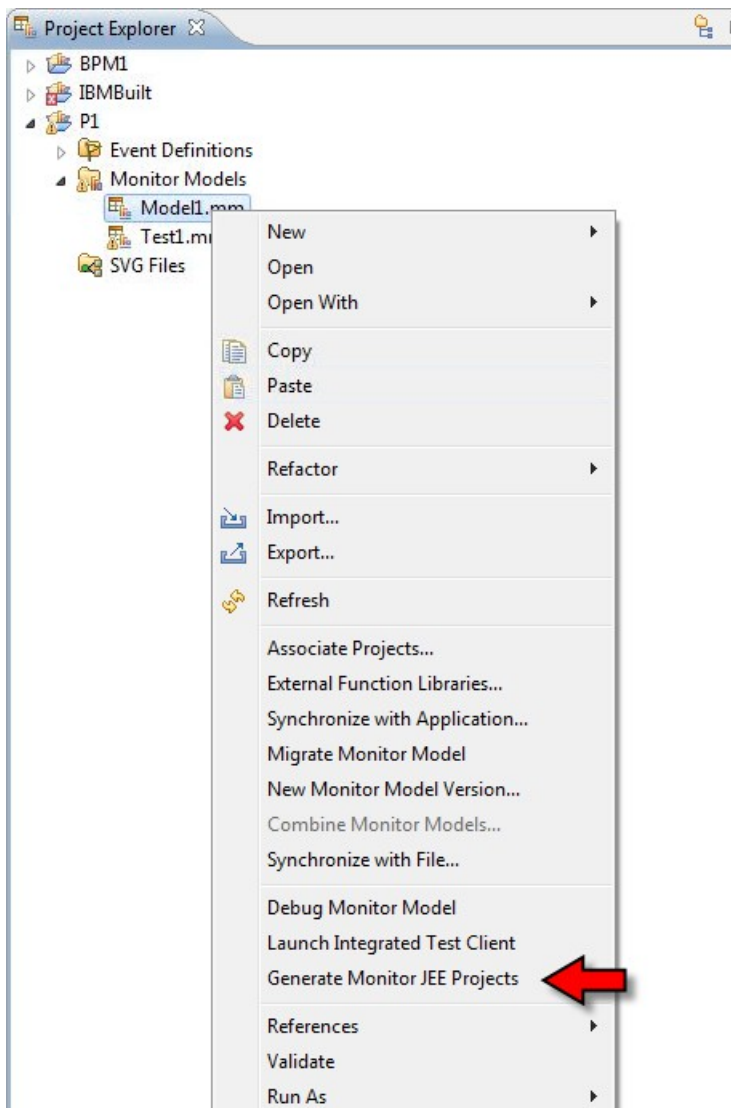 Project Explorer
BPM1
IBMBuilt
P1
Event Definitions
Monitor Models
Model1.mm
Test1.mm
SVG Files
New
Open
Open With
Copy
Paste
Delete
Refactor
Import...
Export...
Refresh
Associate Projects...
External Function Libraries...
Synchronize with Application...
Migrate Monitor Model
New Monitor Model Version...
Combine Monitor Models...
Synchronize with File...
Debug Monitor Model
Launch Integrated Test Client
Generate Monitor JEE Projects
References
Validate
Run As